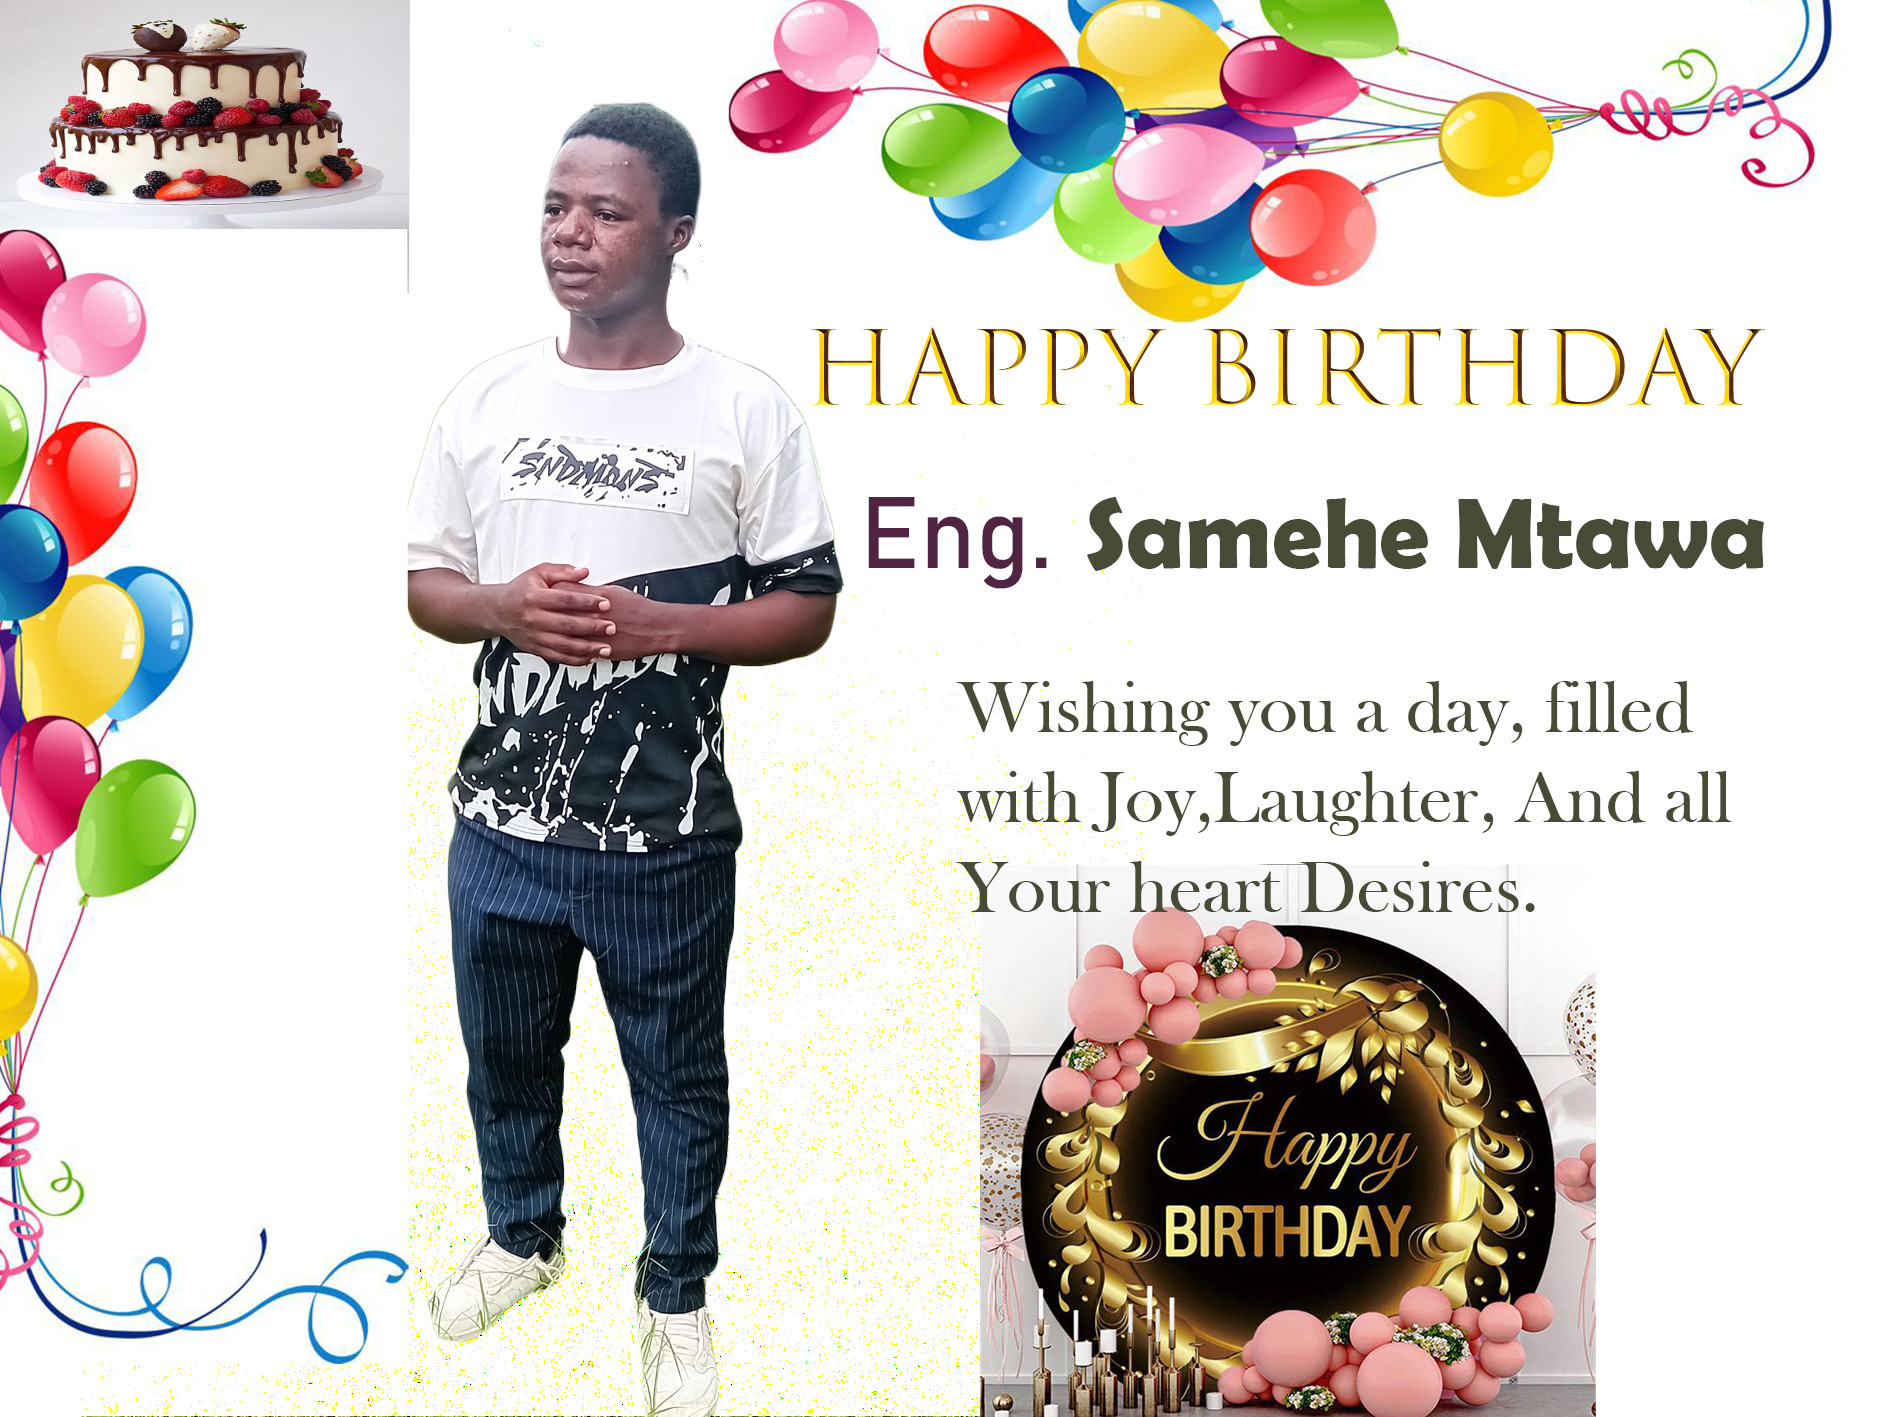 HAPPY BIRTHDAY
Eng. Samehe Mtawa
SNDMDNS
Wishing you a day, filled
with Joy,Laughter, And all
Your heart Desires.
Happy
BIRTHDAY